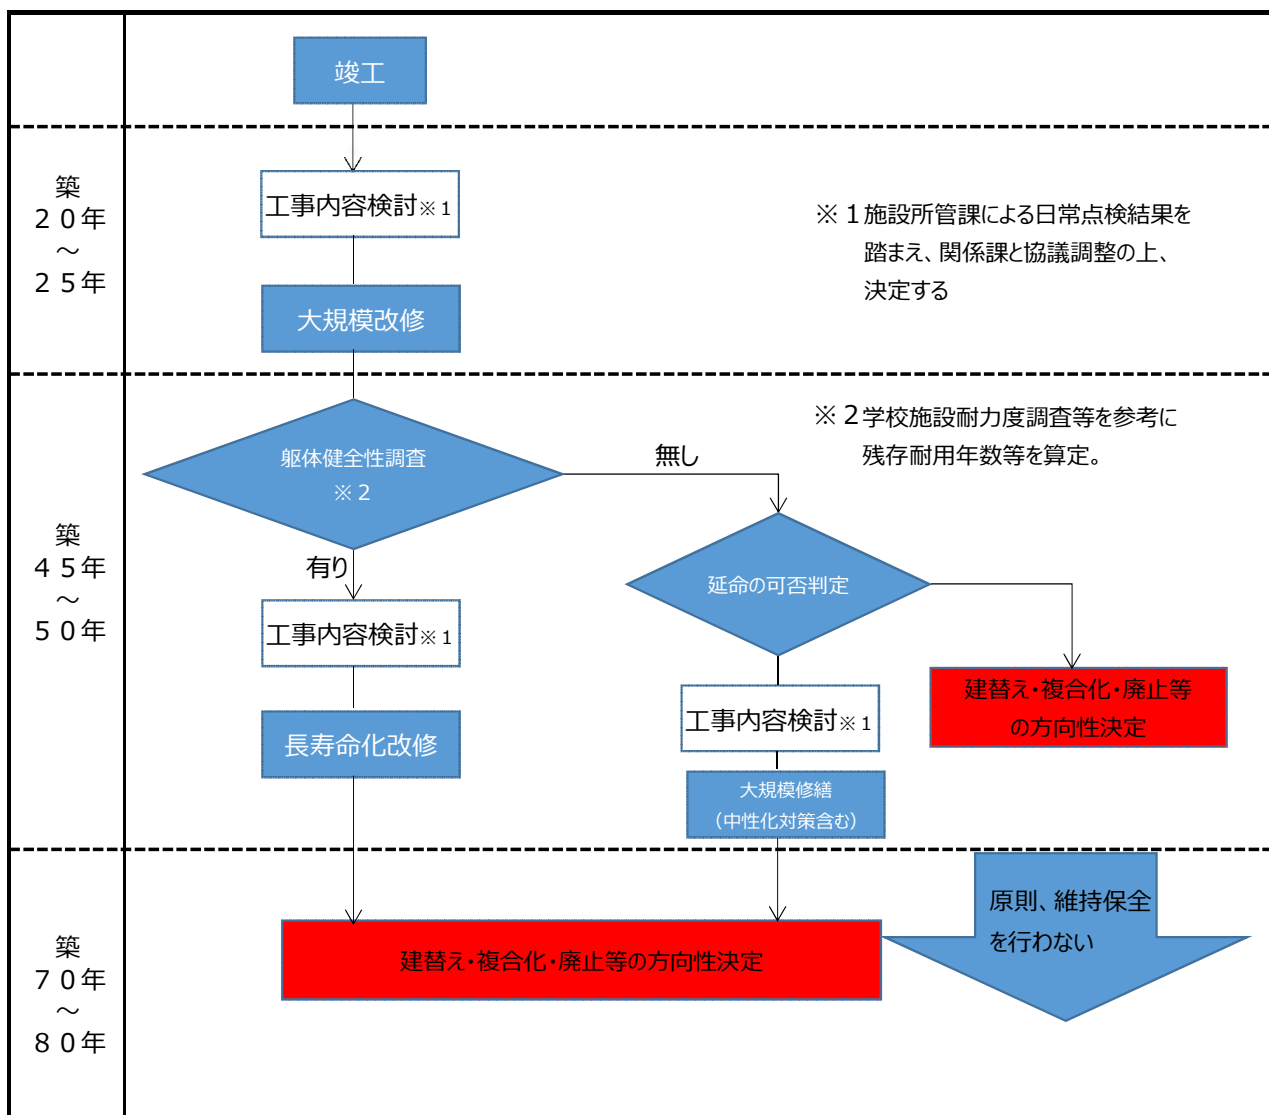 竣工
築
２０年
～
２５年
工事内容検討※１
大規模改修
※１施設所管課による日常点検結果を
踏まえ、関係課と協議調整の上、
決定する
築
４５年
～
５０年
躯体健全性調査
※２
無し
有り
※２学校施設耐力度調査等を参考に
残存耐用年数等を算定。
延命の可否判定
工事内容検討※１
長寿命化改修
工事内容検討※１
大規模修繕
（中性化対策含む）
建替え・複合化・廃止等
の方向性決定
築
７０年
～
８０年
建替え・複合化・廃止等の方向性決定
原則、維持保全
を行わない